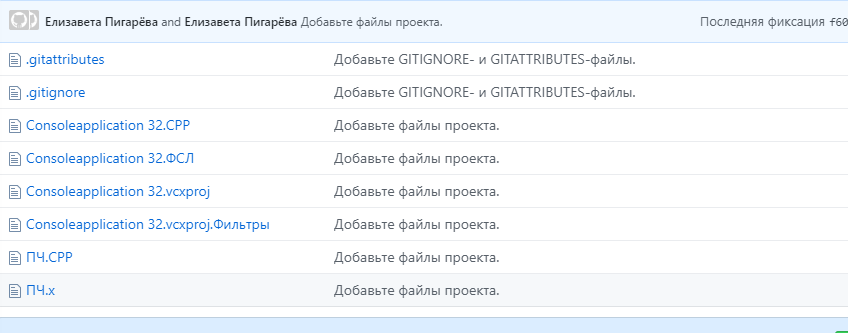 Елизавета Пигарёва and Елизавета Пигарёва Добавьте файлы проекта. Последняя фиксация f60
.gitattributes Добавьте GITIGNORE- и GITATTRIBUTES-файлы.
.gitignore Добавьте GITIGNORE- и GITATTRIBUTES-файлы.
Consoleapplication 32.CPP Добавьте файлы проекта.
Consoleapplication 32.ФСЛ Добавьте файлы проекта.
Consoleapplication 32.vcxproj Добавьте файлы проекта.
Consoleapplication 32.vcxproj.Фильтры Добавьте файлы проекта.
ПЧ.CPP Добавьте файлы проекта.
ПЧ.х Добавьте файлы проекта.